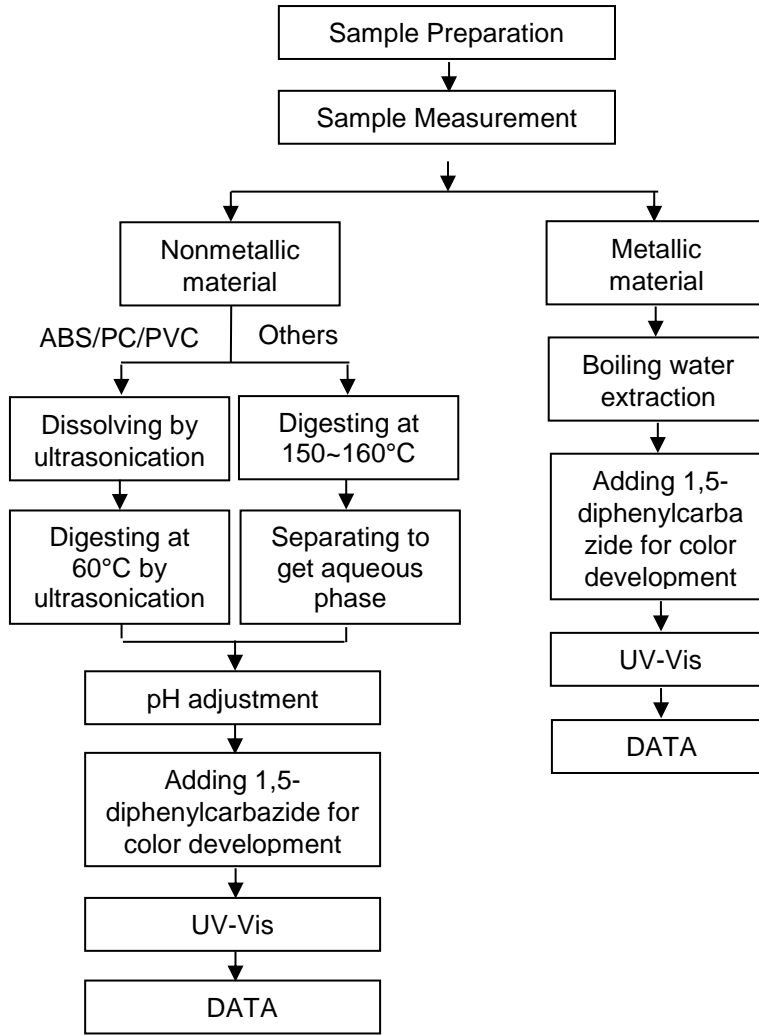 Sample Preparation
Sample Measurement
Nonmetallic
material
ABS/PC/PVC
Others
Dissolving by
ultrasonication
Digesting at
150~160°C
Digesting at
60°C by
ultrasonication
Separating to
get aqueous
phase
pH adjustment
Adding 1,5-
diphenylcarbazide for
color development
UV-Vis
DATA
Metallic
material
Boiling water
extraction
Adding 1,5-
diphenylcarba
zide for color
development
UV-Vis
DATA